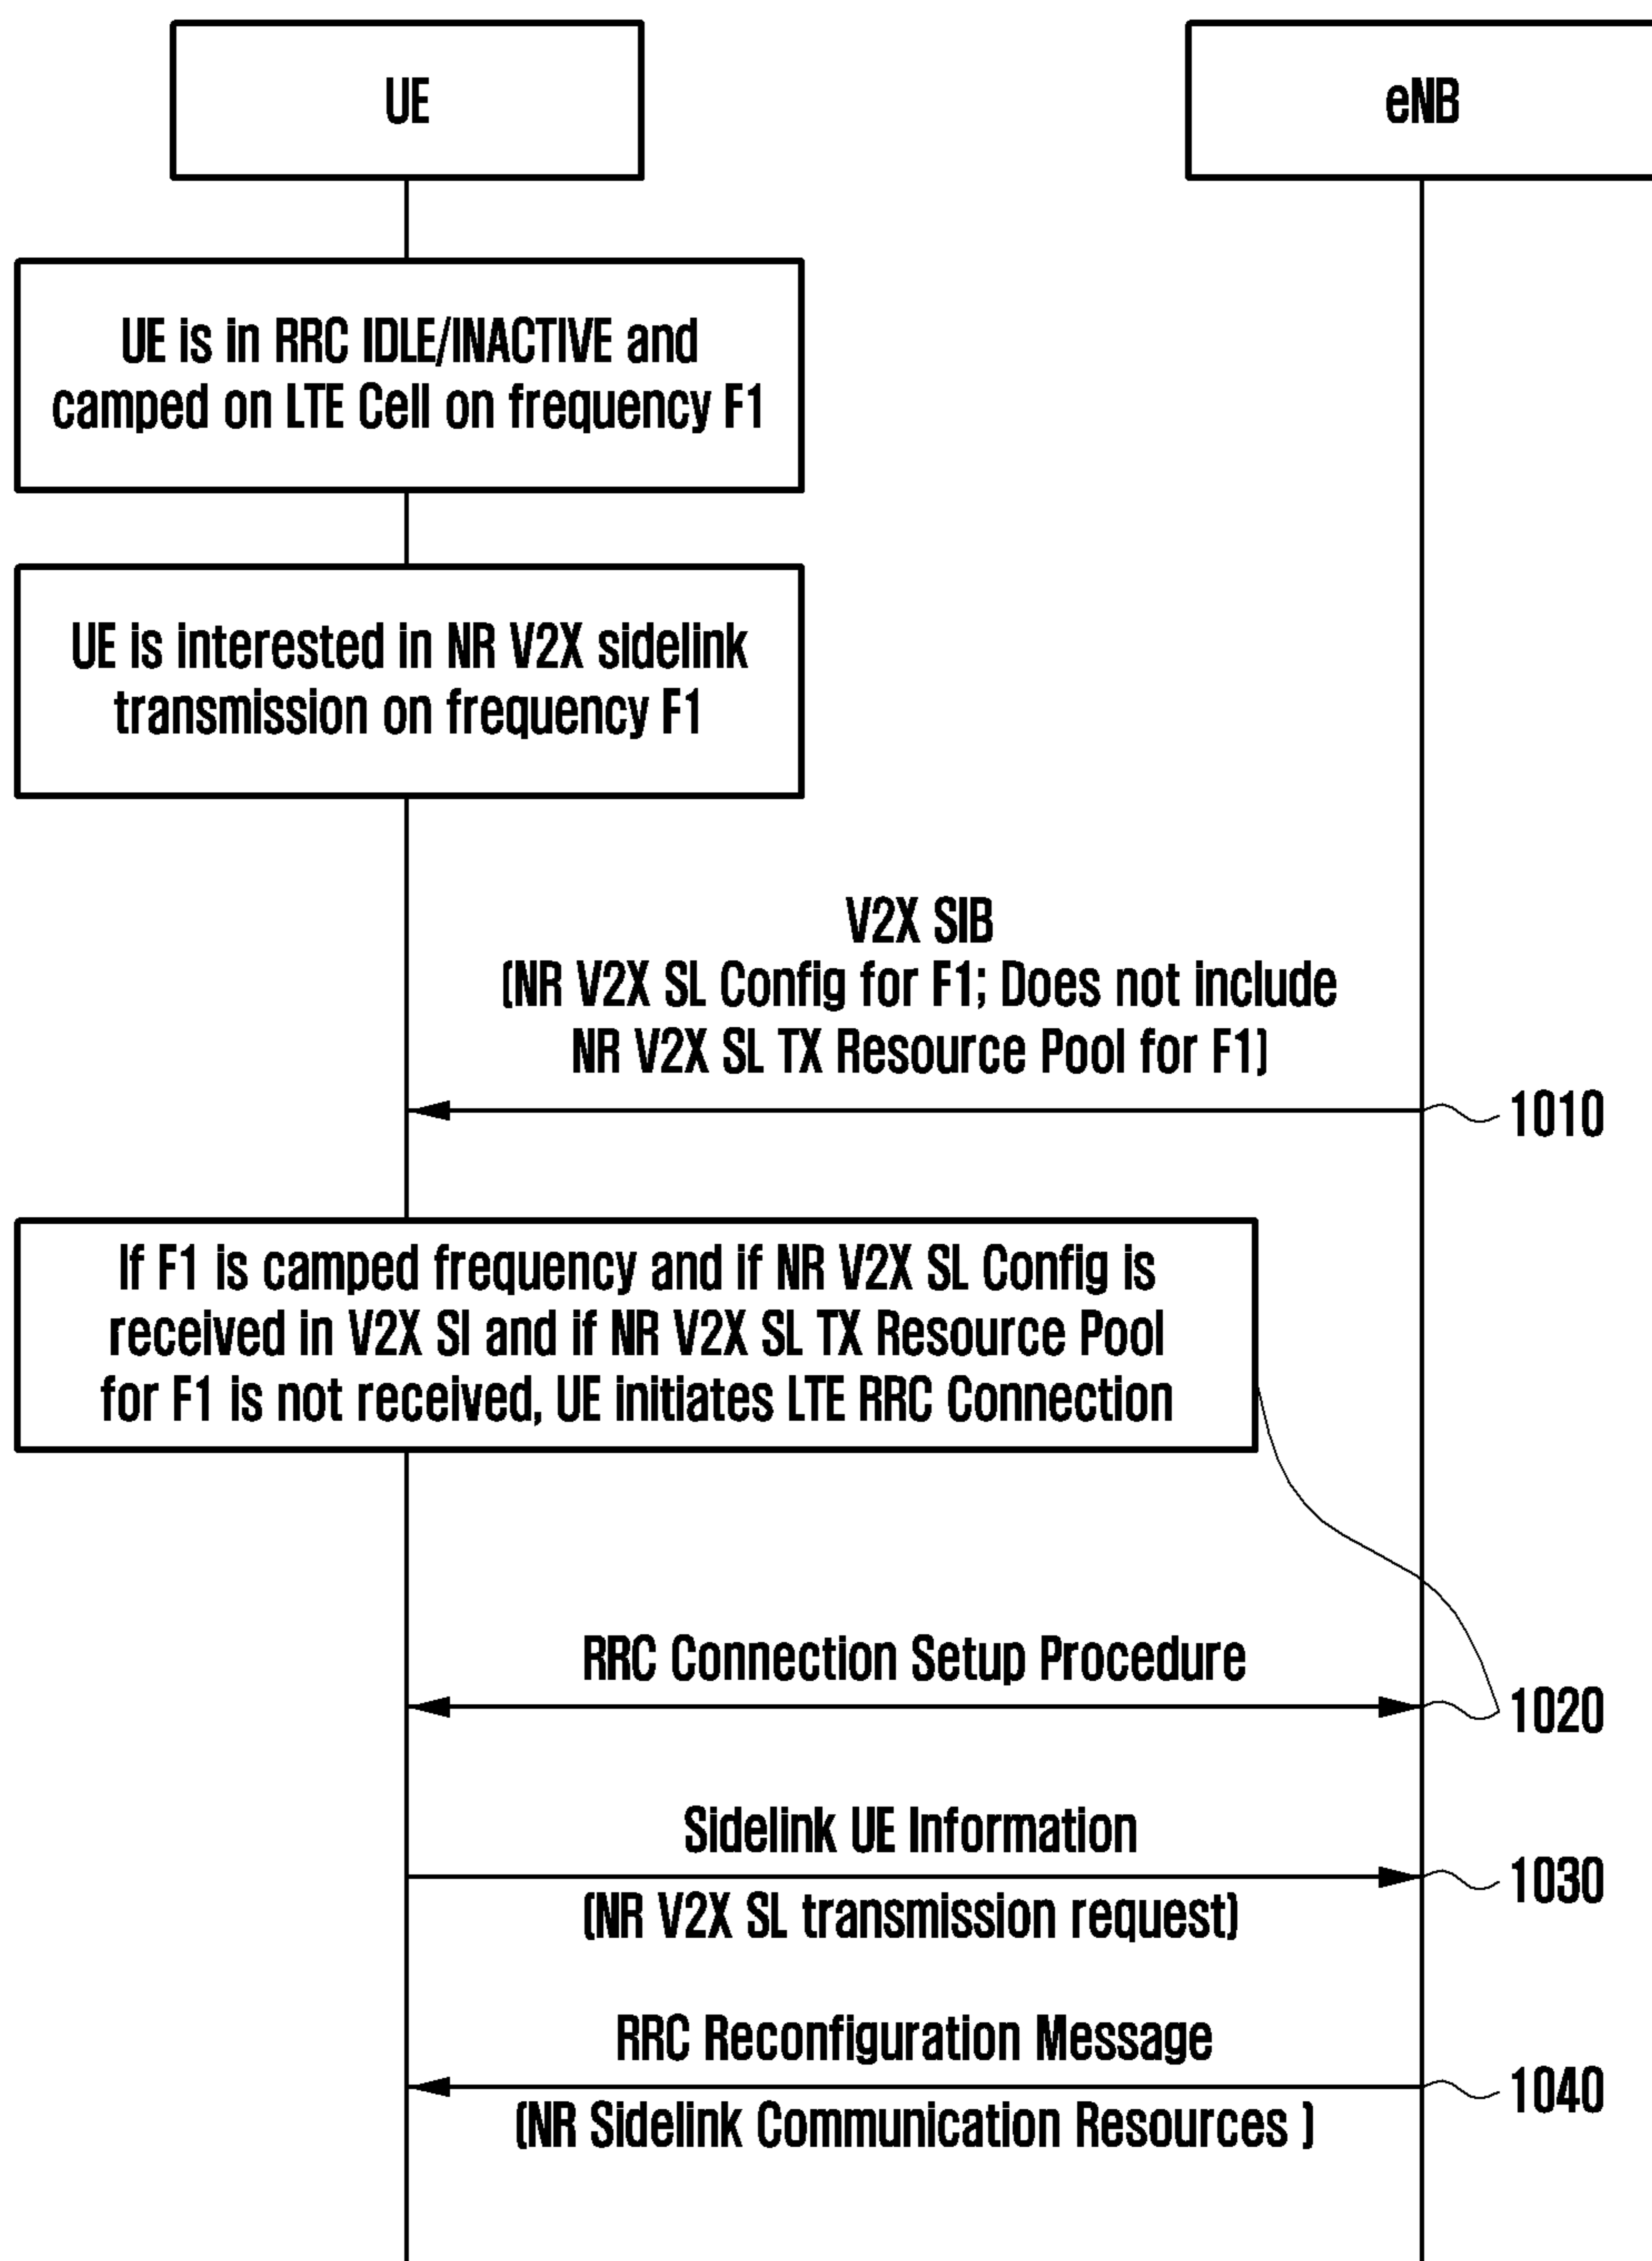 UE
eNB
UE is in RRC IDLE/INACTIVE and
camped on LTE Cell on frequency F1
UE is interested in NR V2X sidelink
transmission on frequency F1
V2X SIB
(NR V2X SL Config for F1; Does not include
NR V2X SL TX Resource Pool for F1)
1010
If F1 is camped frequency and if NR V2X SL Config is
received in V2X SI and if NR V2X SL TX Resource Pool
for F1 is not received, UE initiates LTE RRC Connection
RRC Connection Setup Procedure
1020
Sidelink UE Information
1030
(NR V2X SL transmission request)
RRC Reconfiguration Message
1040
(NR Sidelink Communication Resources )